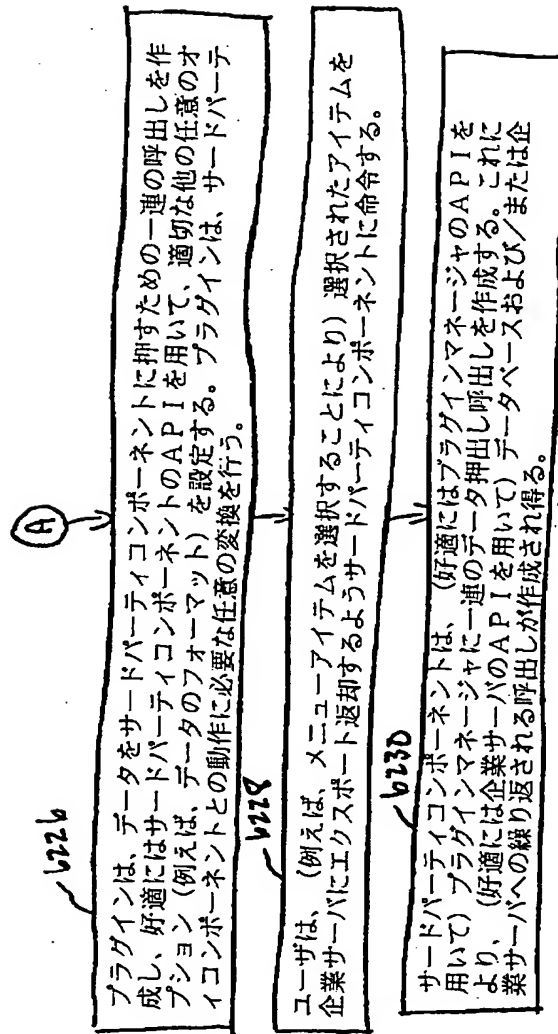 A
6226
プラグインは、データをサードパーティコンポーネントに押すための一連の呼出しを作
成し、好適にはサードパーティコンポーネントのAPIを用いて、適切な他の任意のオ
プション（例えば、データのフォーマット）を設定する。プラグインは、サードパーテ
ィコンポーネントとの動作に必要な任意の変換を行う。
6228
ユーザは、（例えば、メニューアイテムを選択することにより）選択されたアイテムを
企業サーバにエクスポート返却するようサードパーティコンポーネントに命令する。
6230
サードパーティコンポーネントは、（好適にはプラグインマネージャのAPIを
用いて）プラグインマネージャに一連のデータ押出し呼出しを作成する。これに
より、（好適には企業サーバのAPIを用いて）データベースおよび／または企
業サーバへの繰り返される呼出しが作成され得る。